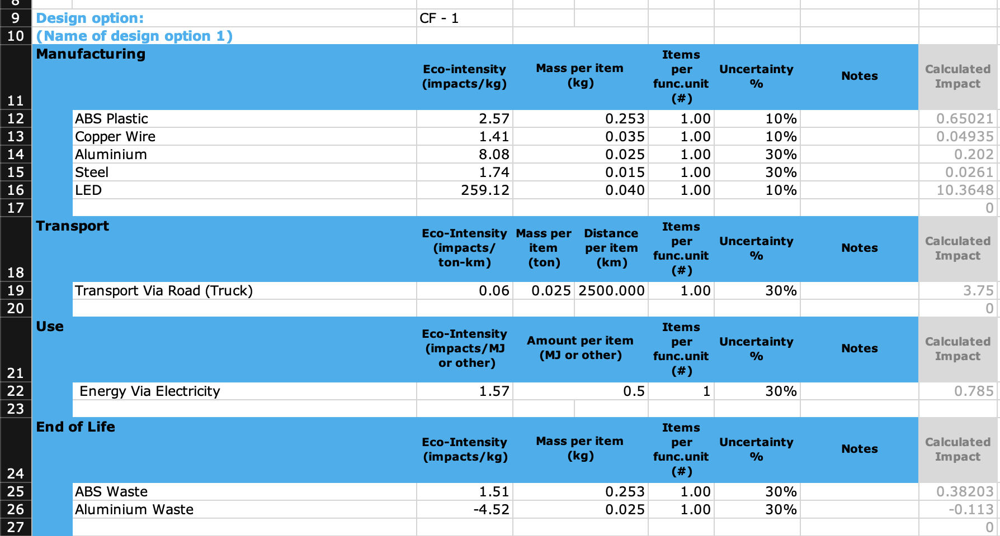 8
9 Design option: CF - 1
10 (Name of design option 1)
11 Manufacturing Eco-intensity (impacts/kg) Mass per item (kg) Items per func.unit (#) Uncertainty % Notes Calculated Impact
12 ABS Plastic 2.57 0.253 1.00 10% 0.65021
13 Copper Wire 1.41 0.035 1.00 10% 0.04935
14 Aluminium 8.08 0.025 1.00 30% 0.202
15 Steel 1.74 0.015 1.00 30% 0.0261
16 LED 259.12 0.040 1.00 10% 10.3648
17 0
18 Transport Eco-Intensity (impacts/ ton-km) Mass per item (ton) Distance per item (km) Items per func.unit (#) Uncertainty % Notes Calculated Impact
19 Transport Via Road (Truck) 0.06 0.025 2500.000 1.00 30% 3.75
20 0
21 Use Eco-Intensity (impacts/MJ or other) Amount per item (MJ or other) Items per func.unit (#) Uncertainty % Notes Calculated Impact
22 Energy Via Electricity 1.57 0.5 1 30% 0.785
23
24 End of Life Eco-Intensity (impacts/kg) Mass per item (kg) Items per func.unit (#) Uncertainty % Notes Calculated Impact
25 ABS Waste 1.51 0.253 1.00 30% 0.38203
26 Aluminium Waste -4.52 0.025 1.00 30% -0.113
27 0